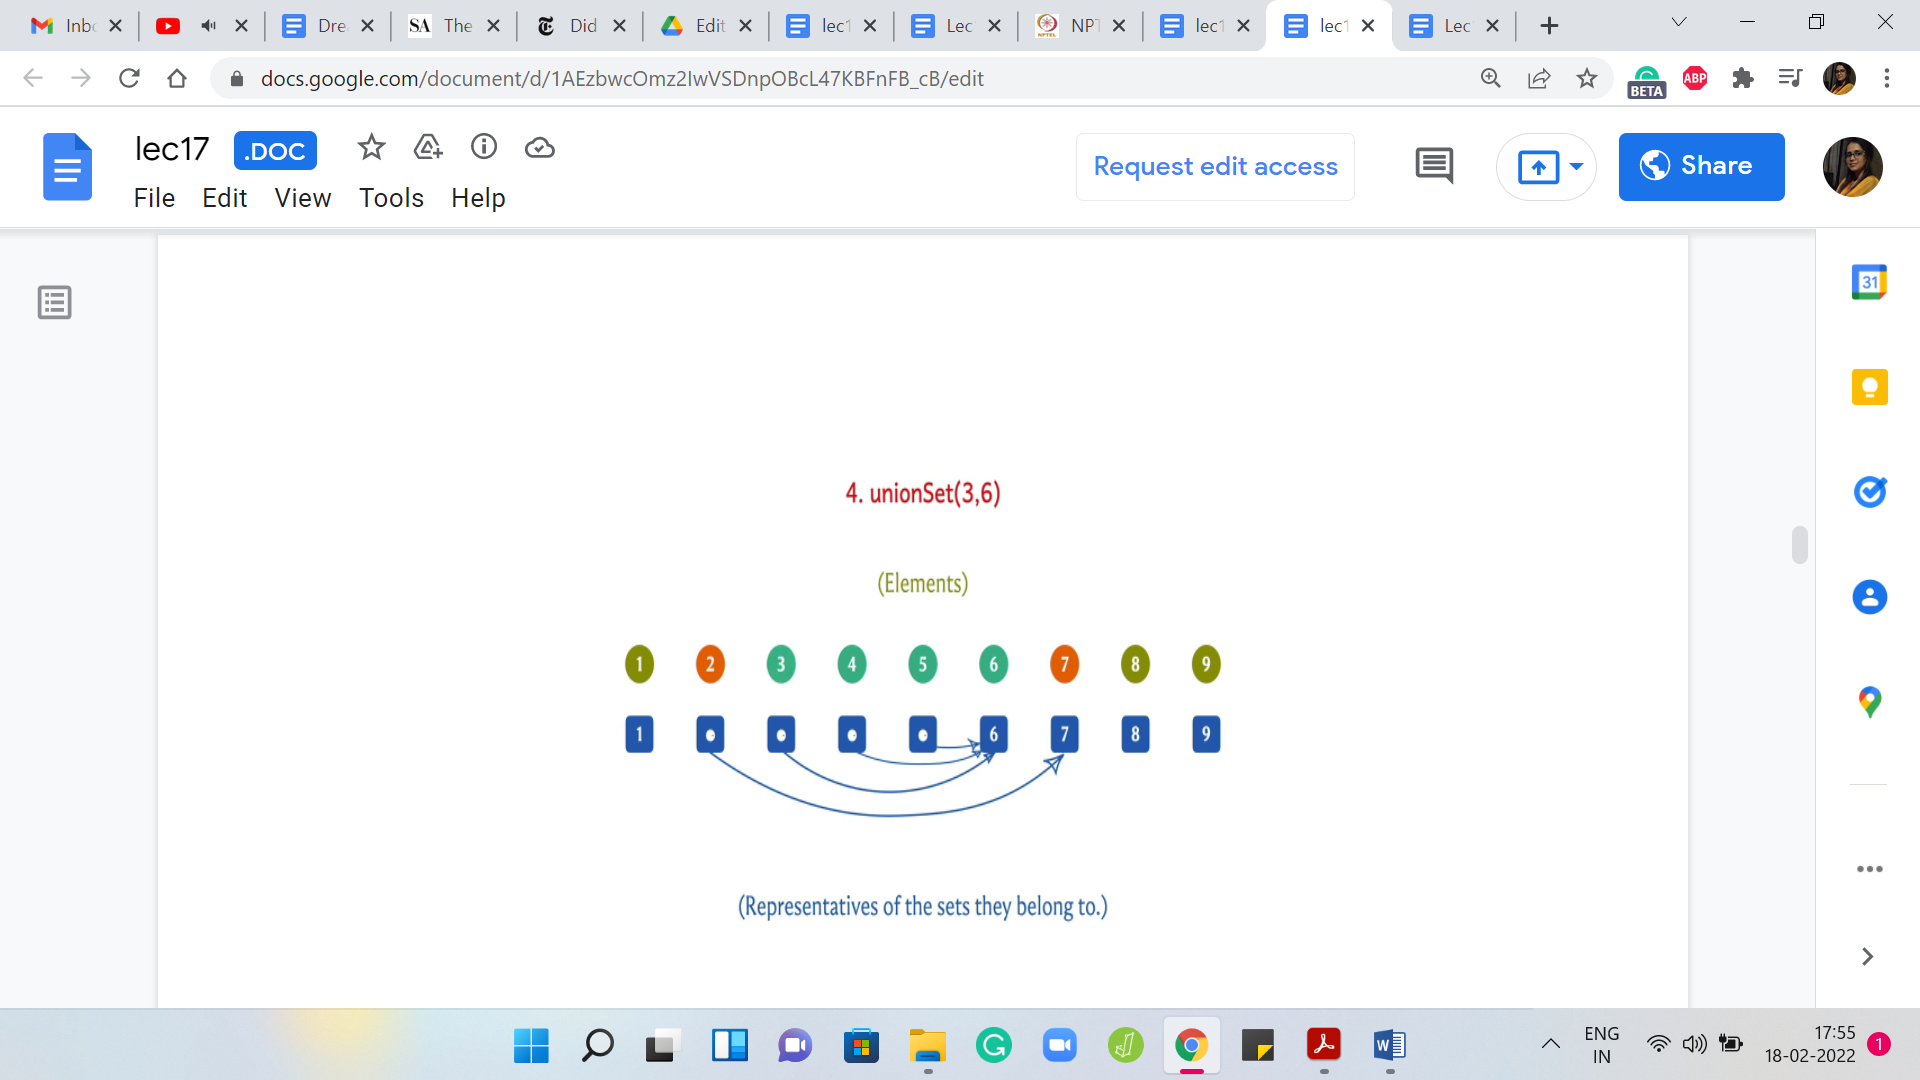 Inbo Dre SA The Did Edit lec1 Lec NPT lec1 lec1 Lec
docs.google.com/document/d/1AEzbwcOmz2IwVSDnpOBcL47KBFnFB_cB/edit
ABP
BETA
lec17 .DOC
Request edit access
Share
File Edit View Tools Help
31
4. unionSet(3,6)
(Elements)
1 2 3 4 5 6 7 8 9
1 6 7 8 9
(Representatives of the sets they belong to.)
ENG
IN
17:55
18-02-2022
1